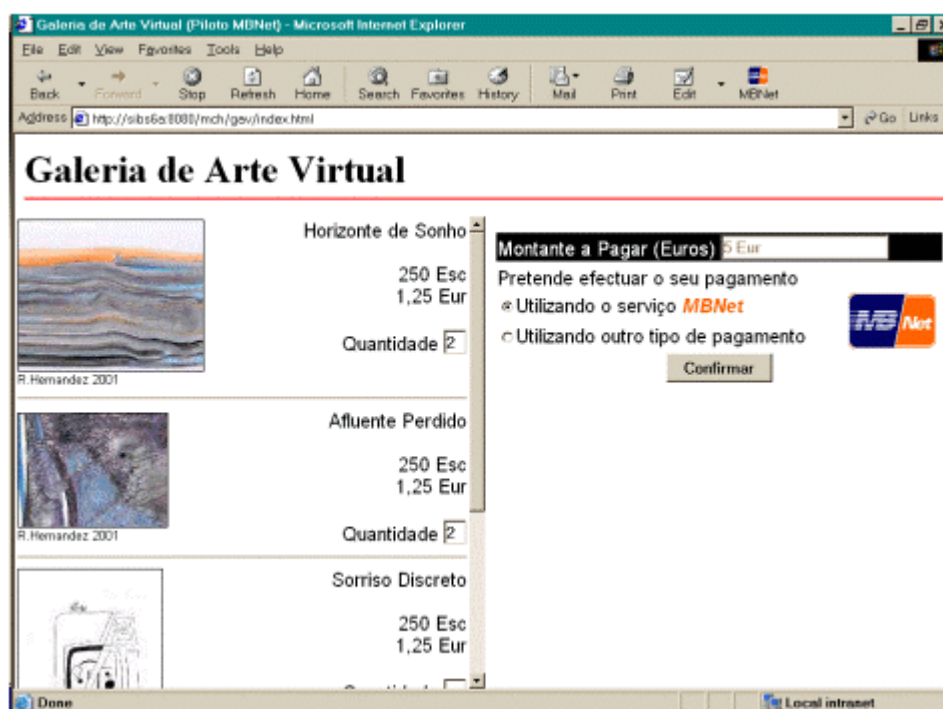 Galeria de Arte Virtual (Piloto MBNet) - Microsoft Internet Explorer
File Edit View Favorites Tools Help
Back Forward Stop Refresh Home Search Favorites History Mail Print Edit MBNet
Address http://sibs6a:8080/mch/gav/index.html Go Links
Galeria de Arte Virtual
Horizonte de Sonho
250 Esc
1,25 Eur
Quantidade 2
R.Hernandez 2001
Afluente Perdido
250 Esc
1,25 Eur
Quantidade 2
R.Hernandez 2001
Sorriso Discreto
250 Esc
1,25 Eur
Montante a Pagar (Euros) 5 Eur
Pretende efectuar o seu pagamento
Utilizando o serviço MBNet
Utilizando outro tipo de pagamento
MB Net
Confirmar
Done Local intranet